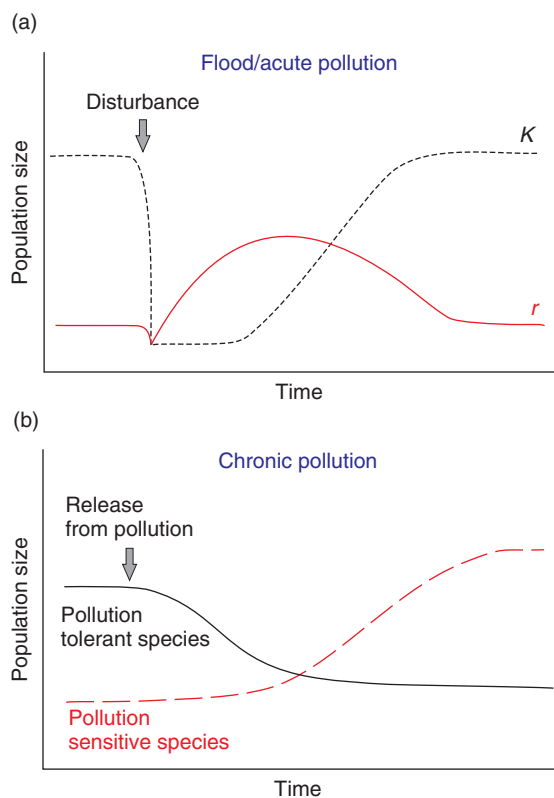 (a)
Flood/acute pollution
Disturbance
K
r
Population size
Time
(b)
Chronic pollution
Release
from pollution
Pollution
tolerant species
Pollution
sensitive species
Population size
Time